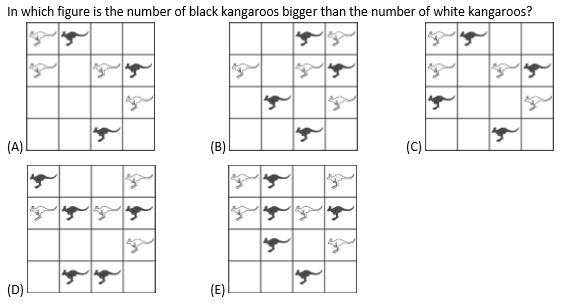 In which figure is the number of black kangaroos bigger than the number of white kangaroos?
(A) (B) (C)
(D) (E)